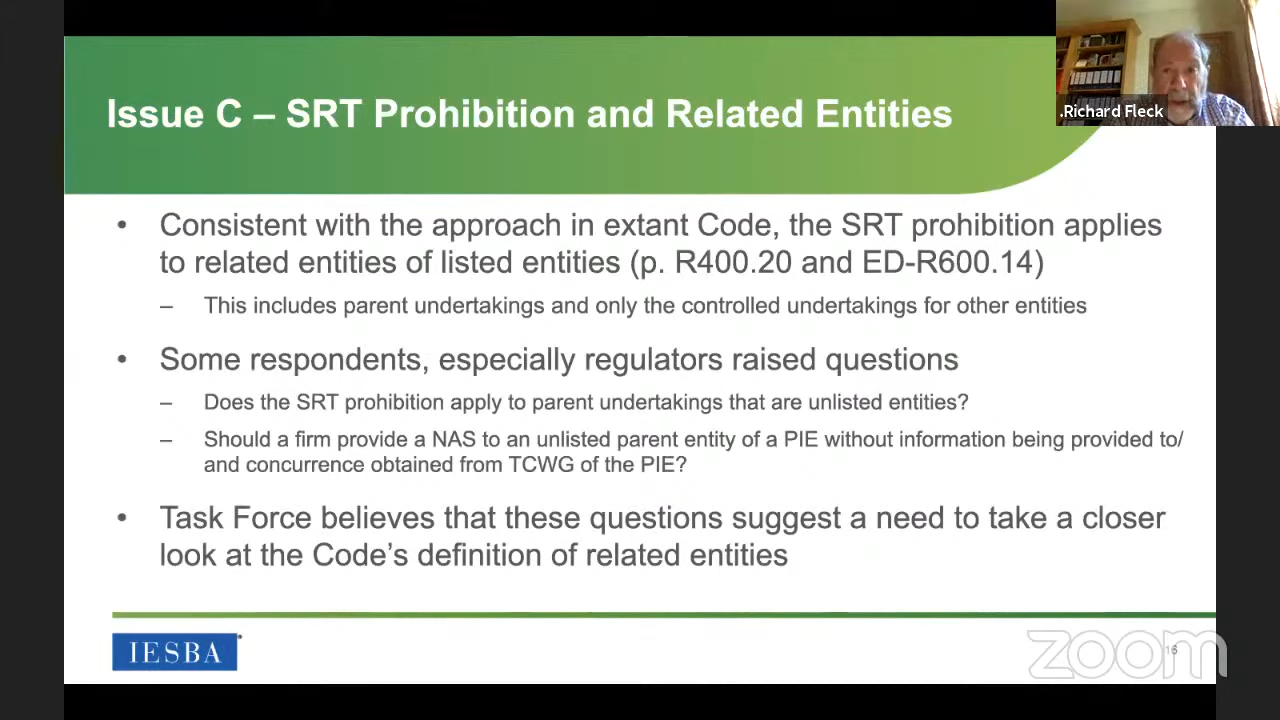 Issue C – SRT Prohibition and Related Entities
.Richard Fleck
• Consistent with the approach in extant Code, the SRT prohibition applies
to related entities of listed entities (p. R400.20 and ED-R600.14)
– This includes parent undertakings and only the controlled undertakings for other entities
• Some respondents, especially regulators raised questions
– Does the SRT prohibition apply to parent undertakings that are unlisted entities?
– Should a firm provide a NAS to an unlisted parent entity of a PIE without information being provided to/
and concurrence obtained from TCWG of the PIE?
• Task Force believes that these questions suggest a need to take a closer
look at the Code's definition of related entities
IESBA
zoom
16